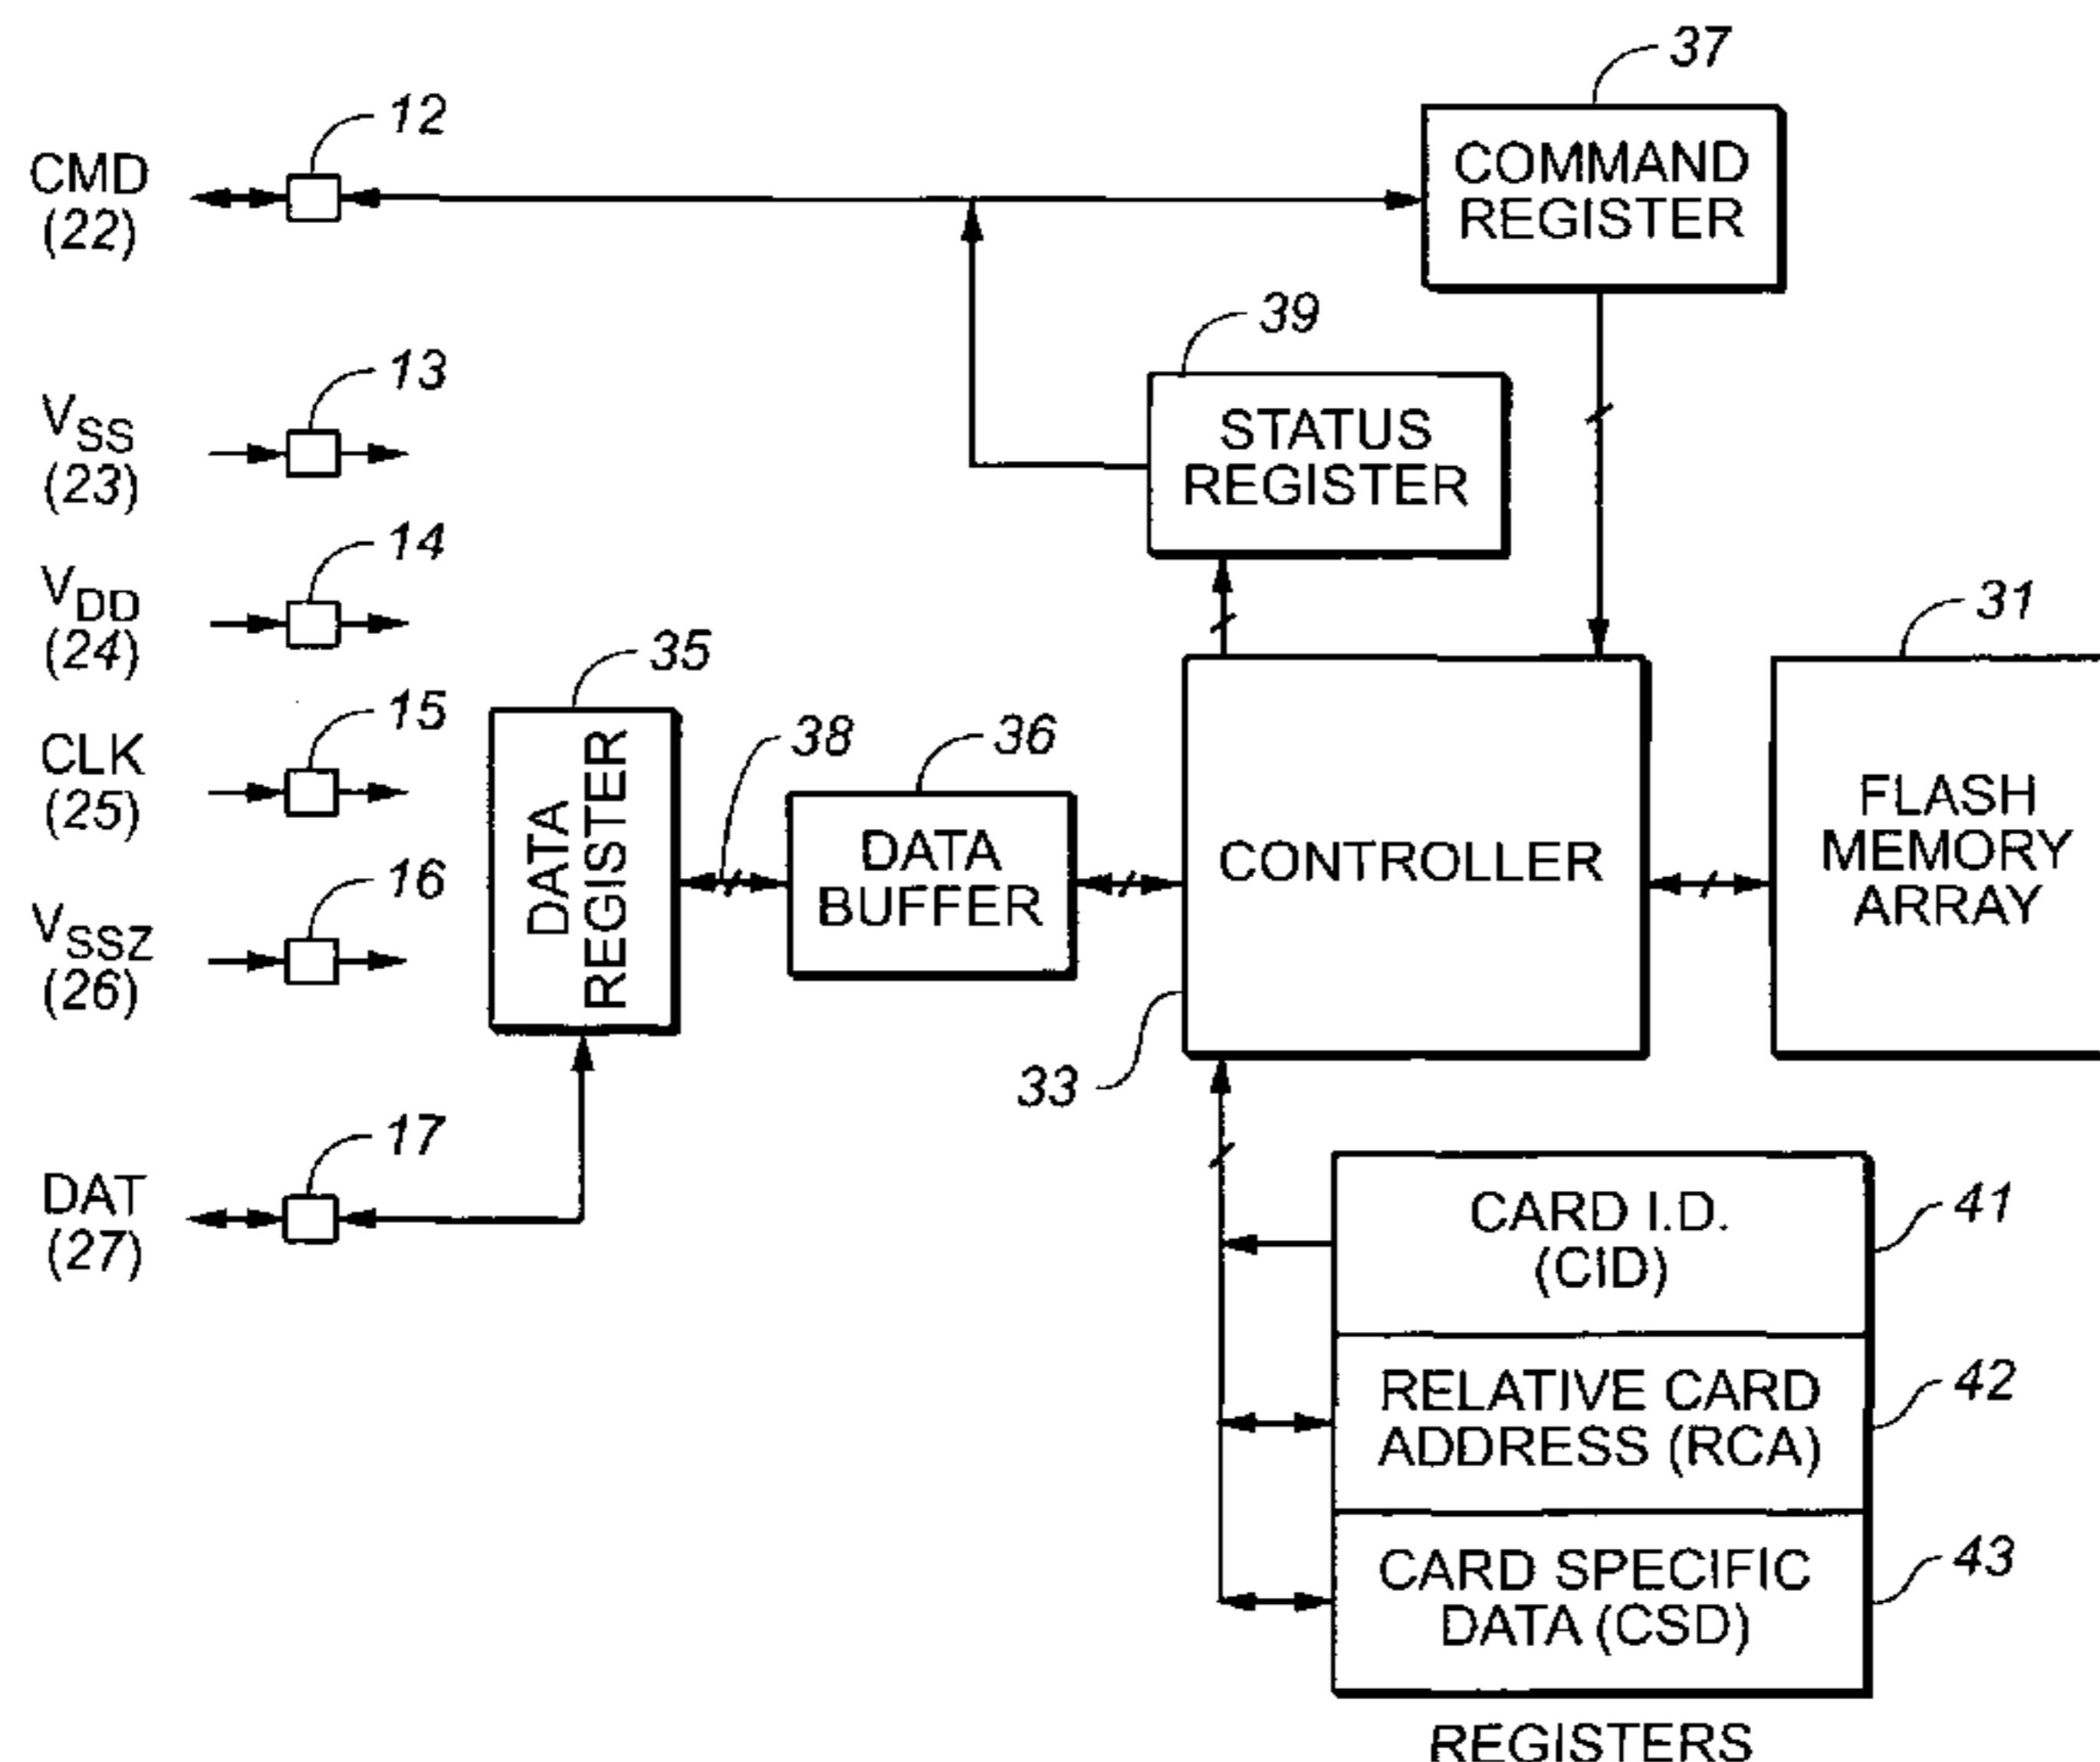 37
12
CMD
(22)
COMMAND
REGISTER
39
13
VSS
(23)
STATUS
REGISTER
14
VDD
(24)
31
35
15
CLK
(25)
38
36
DATA
REGISTER
DATA
BUFFER
CONTROLLER
FLASH
MEMORY
ARRAY
16
VSSZ
(26)
33
17
DAT
(27)
CARD I.D.
(CID)
41
RELATIVE CARD
ADDRESS (RCA)
42
CARD SPECIFIC
DATA (CSD)
43
REGISTERS